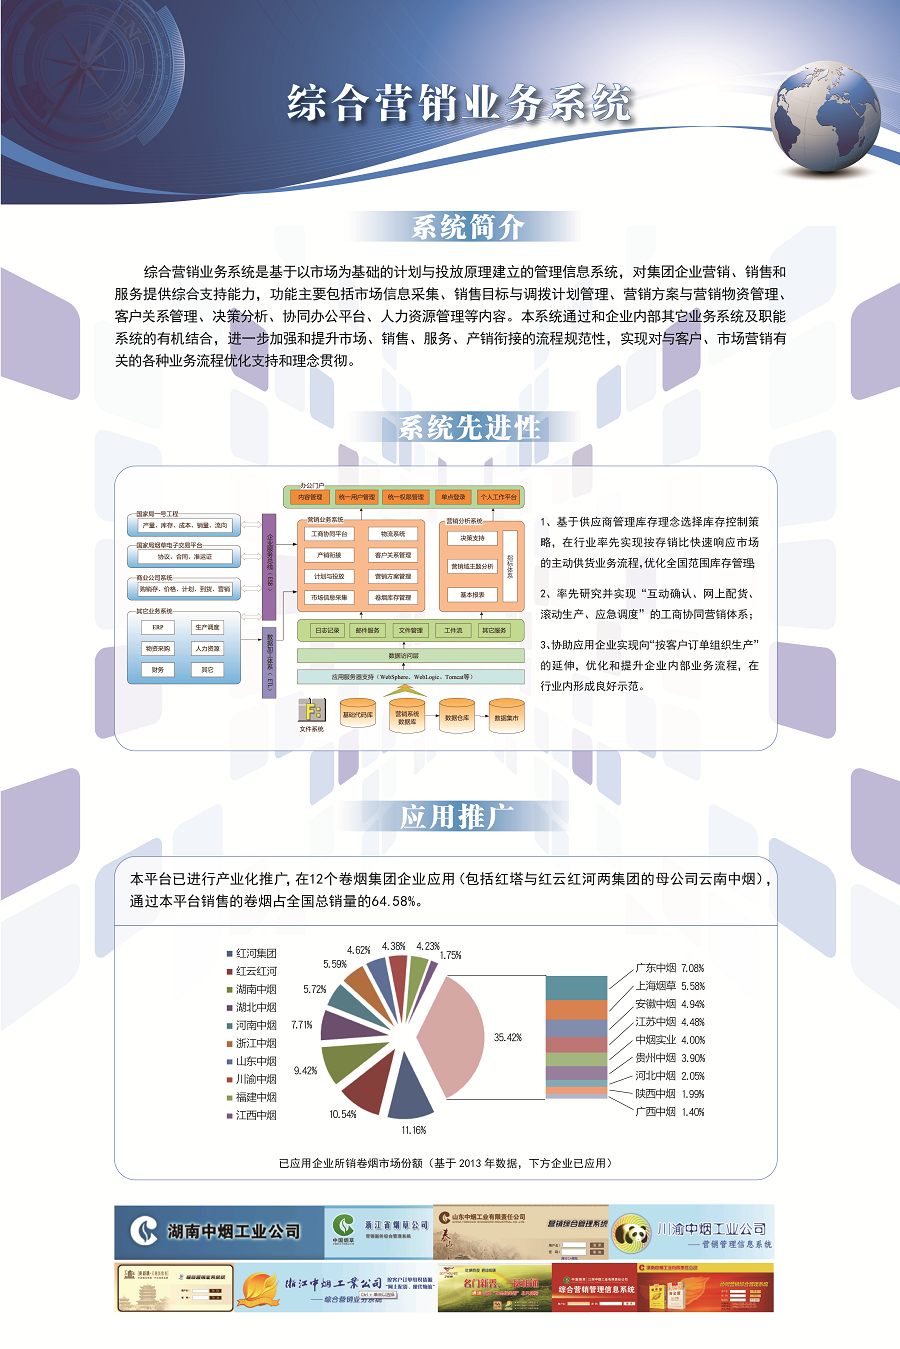 综合营销业务系统
系统简介
综合营销业务系统是基于以市场为基础的计划与投放原理建立的管理信息系统，对集团企业营销、销售和
服务提供综合支持能力，功能主要包括市场信息采集、销售目标与调拨计划管理、营销方案与营销物资管理、
客户关系管理、决策分析、协同办公平台、人力资源管理等内容。本系统通过和企业内部其它业务系统及职能
系统的有机结合，进一步加强和提升市场、销售、服务、产销衔接的流程规范性，实现对与客户、市场营销有
关的各种业务流程优化支持和理念贯彻。
系统先进性
办公门户
内容管理
统一用户管理
统一权限管理
单点登录
个人工作平台
国家局一号工程
产量、库存、成本、销量、流向
国家局烟草电子交易平台
协议、合同、准运证
商业公司系统
购销存、价格、计划、到货、营销
其它业务系统
ERP
生产调度
物资采购
人力资源
财务
其它
企业服务总线（ESB）
数据加工体系（ETL）
营销业务系统
工商协同平台
物流系统
产销衔接
客户关系管理
计划与投放
营销方案管理
市场信息采集
卷烟库存管理
营销分析系统
决策支持
营销域主题分析
基本报表
指标体系
日志记录
邮件服务
文件管理
工作流
其它服务
数据访问层
应用服务器支持（WebSphere、WebLogic、Tomcat等）
F:
文件系统
基础代码库
营销系统
数据库
数据仓库
数据集市
1、基于供应商管理库存理念选择库存控制策
略，在行业率先实现按存销比快速响应市场
的主动供货业务流程，优化全国范围库存管理
2、率先研究并实现“互动确认、网上配货、
滚动生产、应急调度”的工商协同营销体系；
3、协助应用企业实现向“按客户订单组织生产”
的延伸，优化和提升企业内部业务流程，在
行业内形成良好示范。
应用推广
本平台已进行产业化推广，在12个卷烟集团企业应用（包括红塔与红云红河两集团的母公司云南中烟），
通过本平台销售的卷烟占全国总销量的64.58%。
红河集团
红云红河
湖南中烟
湖北中烟
河南中烟
浙江中烟
山东中烟
川渝中烟
福建中烟
江西中烟
4.62%
4.38%
4.23%
1.75%
5.59%
5.72%
7.71%
9.42%
10.54%
11.16%
35.42%
广东中烟 7.08%
上海烟草 5.58%
安徽中烟 4.94%
江苏中烟 4.48%
中烟实业 4.00%
贵州中烟 3.90%
河北中烟 2.05%
陕西中烟 1.99%
广西中烟 1.40%
已应用企业所销卷烟市场份额（基于 2013 年数据，下方企业已应用）
湖南中烟工业公司
中国烟草
浙江省烟草公司
营销服务综合管理系统
山东中烟工业有限责任公司
泰山
营销综合管理系统
川渝中烟工业公司
——营销管理信息系统
综合营销业务系统
浙江中烟工业公司
综合营销业务系统
按客户订单组织货源
综合营销管理信息系统